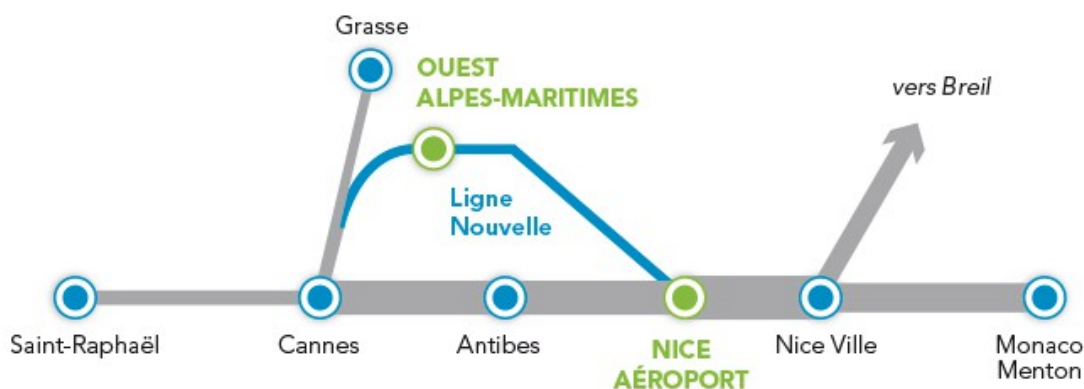 Grasse
OUEST
ALPES-MARITIMES
vers Breil
Ligne
Nouvelle
Saint-Raphaël
Cannes
Antibes
NICE
AÉROPORT
Nice Ville
Monaco
Menton